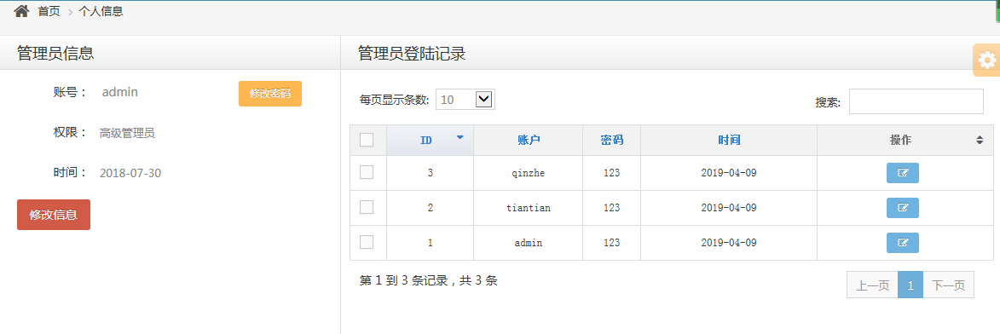 首页 > 个人信息
管理员信息
账号： admin 修改密码
权限： 高级管理员
时间： 2018-07-30
修改信息
管理员登陆记录
每页显示条数: 10 搜索:
ID 账户 密码 时间 操作
3 qinzhe 123 2019-04-09
2 tiantian 123 2019-04-09
1 admin 123 2019-04-09
第 1 到 3 条记录，共 3 条 上一页 1 下一页